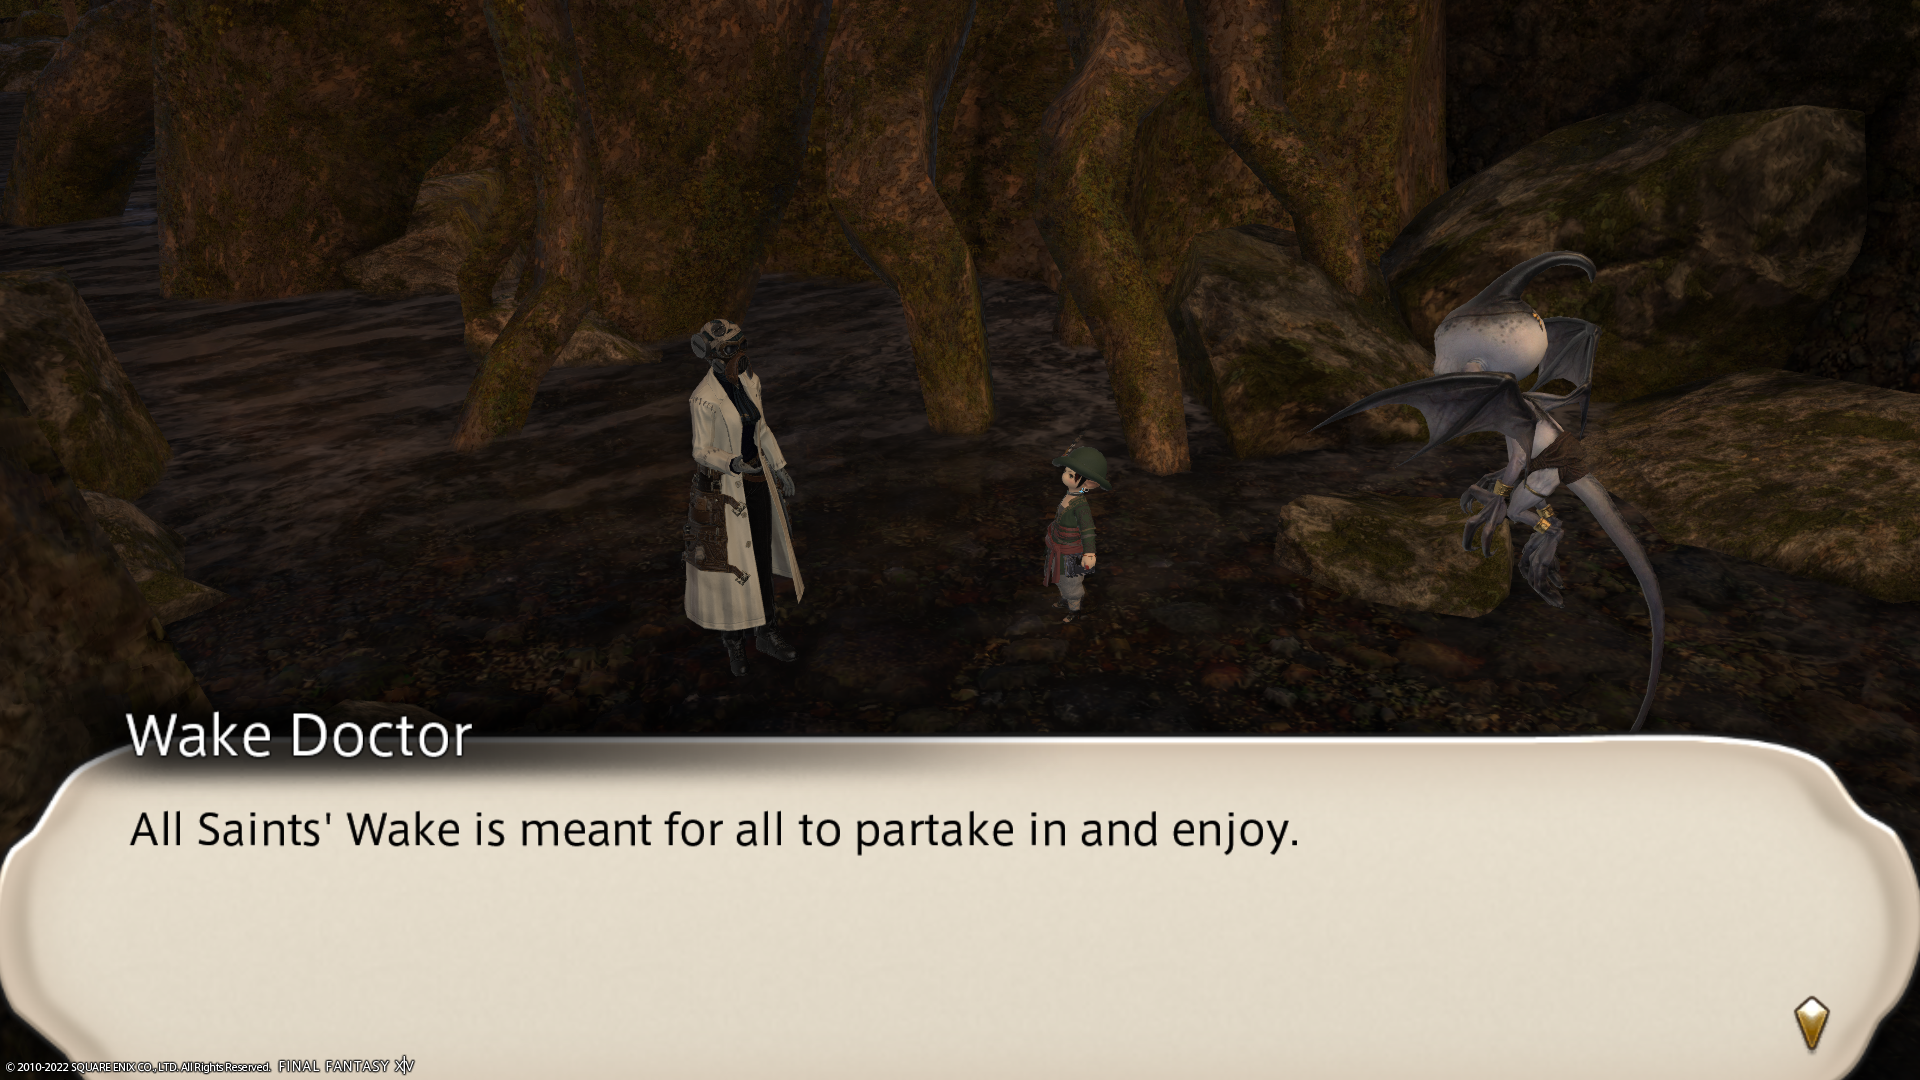 Wake Doctor
All Saints' Wake is meant for all to partake in and enjoy.
© 2010-2022 SQUARE ENIX CO., LTD. All Rights Reserved. FINAL FANTASY XIV